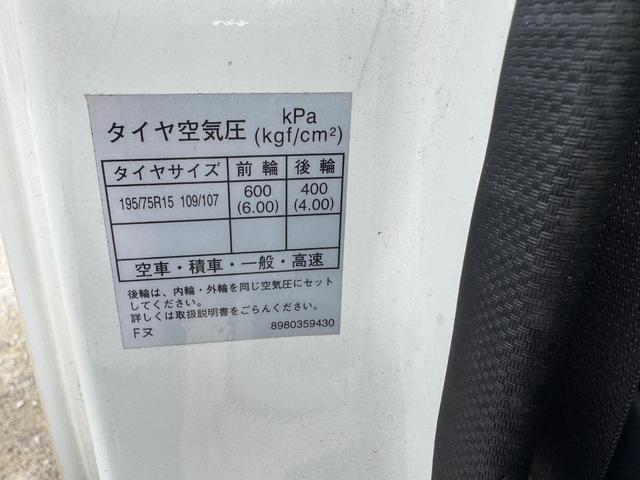 タイヤ空気圧 kPa (kgf/cm²)
タイヤサイズ 前輪 後輪
195/75R15 109/107 600 (6.00) 400 (4.00)
空車・積車・一般・高速
後輪は、内輪・外輪を同じ空気圧にセット
してください。
詳しくは取扱説明書をごらんください。
Fヌ 8980359430